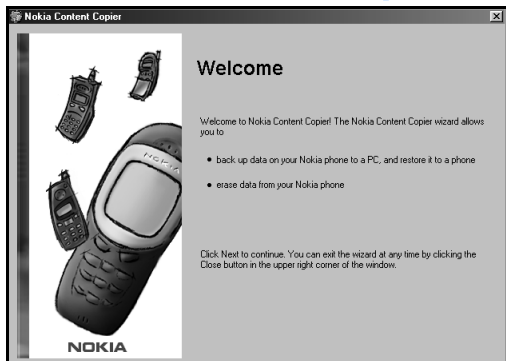 Nokia Content Copier
Welcome
Welcome to Nokia Content Copier! The Nokia Content Copier wizard allows
you to
• back up data on your Nokia phone to a PC, and restore it to a phone
• erase data from your Nokia phone
Click Next to continue. You can exit the wizard at any time by clicking the
Close button in the upper right corner of the window.
NOKIA
NOKIA